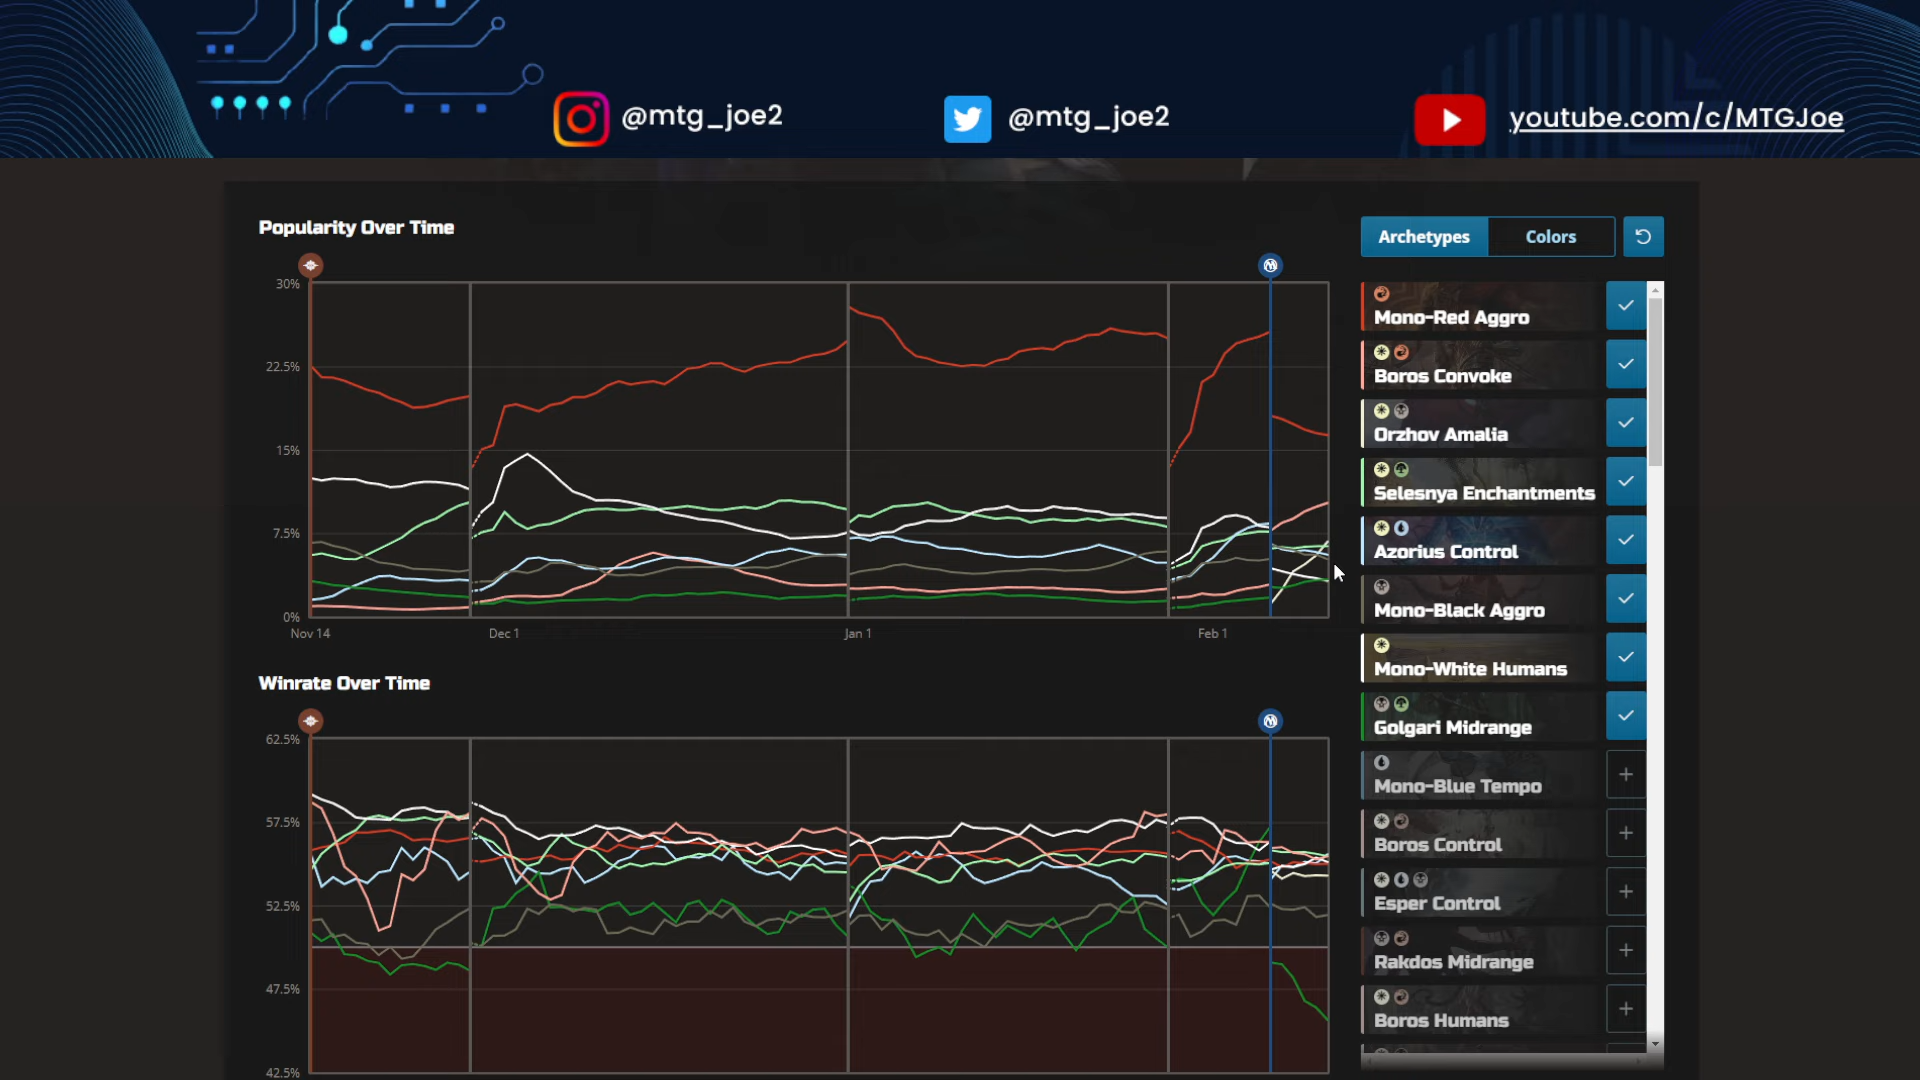 @mtg_joe2
@mtg_joe2
youtube.com/c/MTGJoe
Popularity Over Time
30%
22.5%
15%
7.5%
0%
Nov 14
Dec 1
Jan 1
Feb 1
Winrate Over Time
62.5%
57.5%
52.5%
47.5%
42.5%
Archetypes
Colors
Mono-Red Aggro
Boros Convoke
Orzhov Amalia
Selesnya Enchantments
Azorius Control
Mono-Black Aggro
Mono-White Humans
Golgari Midrange
Mono-Blue Tempo
Boros Control
Esper Control
Rakdos Midrange
Boros Humans